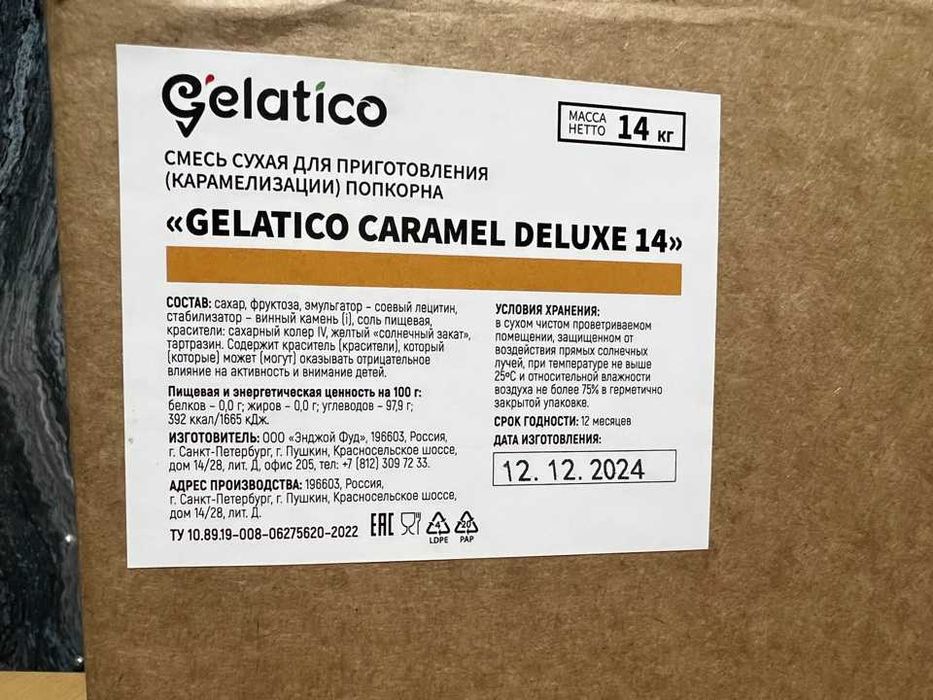 Gelatico
МАССА НЕТТО 14 кг
СМЕСЬ СУХАЯ ДЛЯ ПРИГОТОВЛЕНИЯ
(КАРАМЕЛИЗАЦИИ) ПОПКОРНА
«GELATICO CARAMEL DELUXE 14»
СОСТАВ: сахар, фруктоза, эмульгатор – соевый лецитин,
стабилизатор – винный камень (i), соль пищевая,
красители: сахарный колер IV, желтый «солнечный закат»,
тартразин. Содержит краситель (красители), который
(которые) может (могут) оказывать отрицательное
влияние на активность и внимание детей.
Пищевая и энергетическая ценность на 100 г:
белков – 0,0 г; жиров – 0,0 г; углеводов – 97,9 г;
392 ккал/1665 кДж.
ИЗГОТОВИТЕЛЬ: ООО «Энджой Фуд», 196603, Россия,
г. Санкт-Петербург, г. Пушкин, Красносельское шоссе,
дом 14/28, лит. Д, офис 205, тел: +7 (812) 309 72 33.
АДРЕС ПРОИЗВОДСТВА: 196603, Россия,
г. Санкт-Петербург, г. Пушкин, Красносельское шоссе,
дом 14/28, лит. Д.
ТУ 10.89.19-008-06275620-2022
EAC
4
LDPE
20
PAP
УСЛОВИЯ ХРАНЕНИЯ:
в сухом чистом проветриваемом
помещении, защищенном от
воздействия прямых солнечных
лучей, при температуре не выше
25°C и относительной влажности
воздуха не более 75% в герметично
закрытой упаковке.
СРОК ГОДНОСТИ: 12 месяцев
ДАТА ИЗГОТОВЛЕНИЯ:
12. 12. 2024